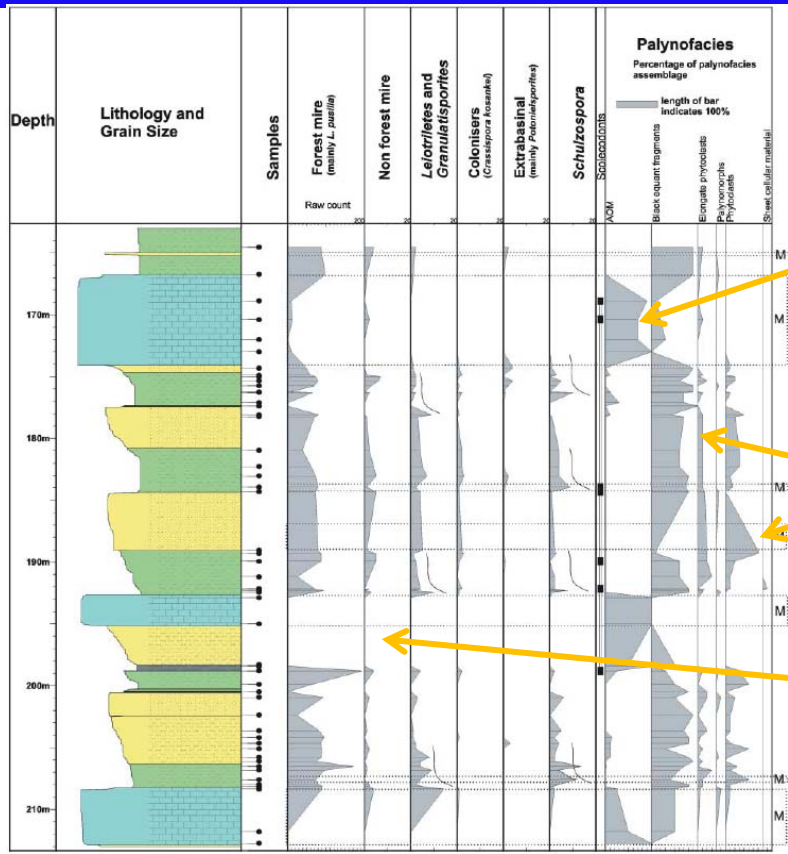 Palynofacies
Percentage of palynofacies
assemblage
length of bar
indicates 100%
Depth
Lithology and
Grain Size
Samples
Forest mire
(mainly L. pusilla)
Non forest mire
Leiotriletes and
Granulatisporites
Colonisers
(Crassispora kosankei)
Extrabasinal
(mainly Potonieisporites)
Schulzospora
Scolecodonts
AOM
Black equant fragments
Elongate phytoclasts
Palynomorphs
Phytoclasts
Sheet cellular material
Raw count
200
20
20
20
20
20
M
170m
M
180m
M
190m
M
200m
M
210m
M